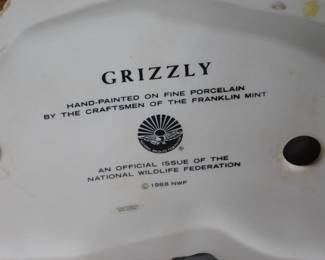 GRIZZLY
HAND-PAINTED ON FINE PORCELAIN
BY THE CRAFTSMEN OF THE FRANKLIN MINT
®
AN OFFICIAL ISSUE OF THE
NATIONAL WILDLIFE FEDERATION
© 1988 NWF